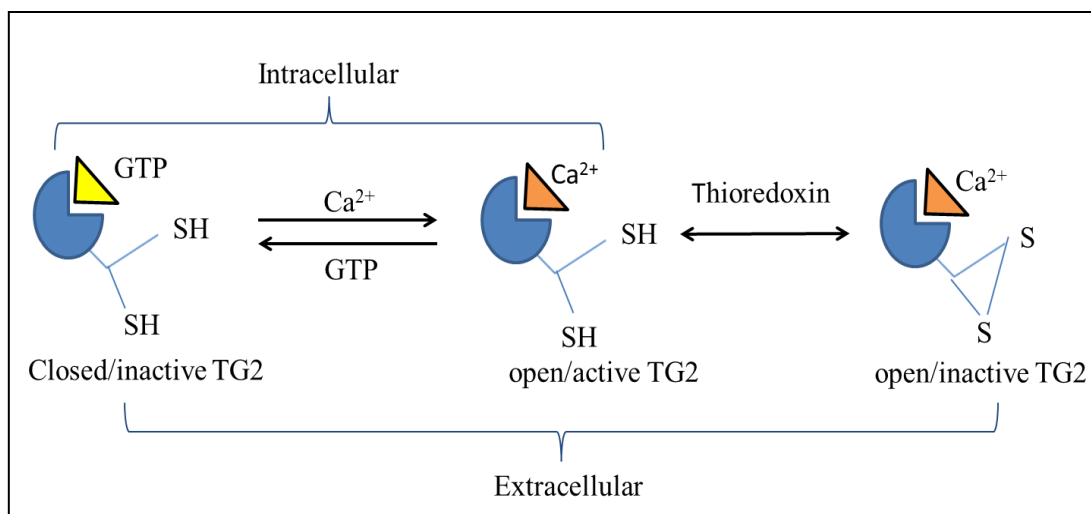 Intracellular
GTP
Ca²⁺
Ca²⁺
Thioredoxin
Ca²⁺
SH
GTP
SH
S
SH
SH
S
Closed/inactive TG2
open/active TG2
open/inactive TG2
Extracellular